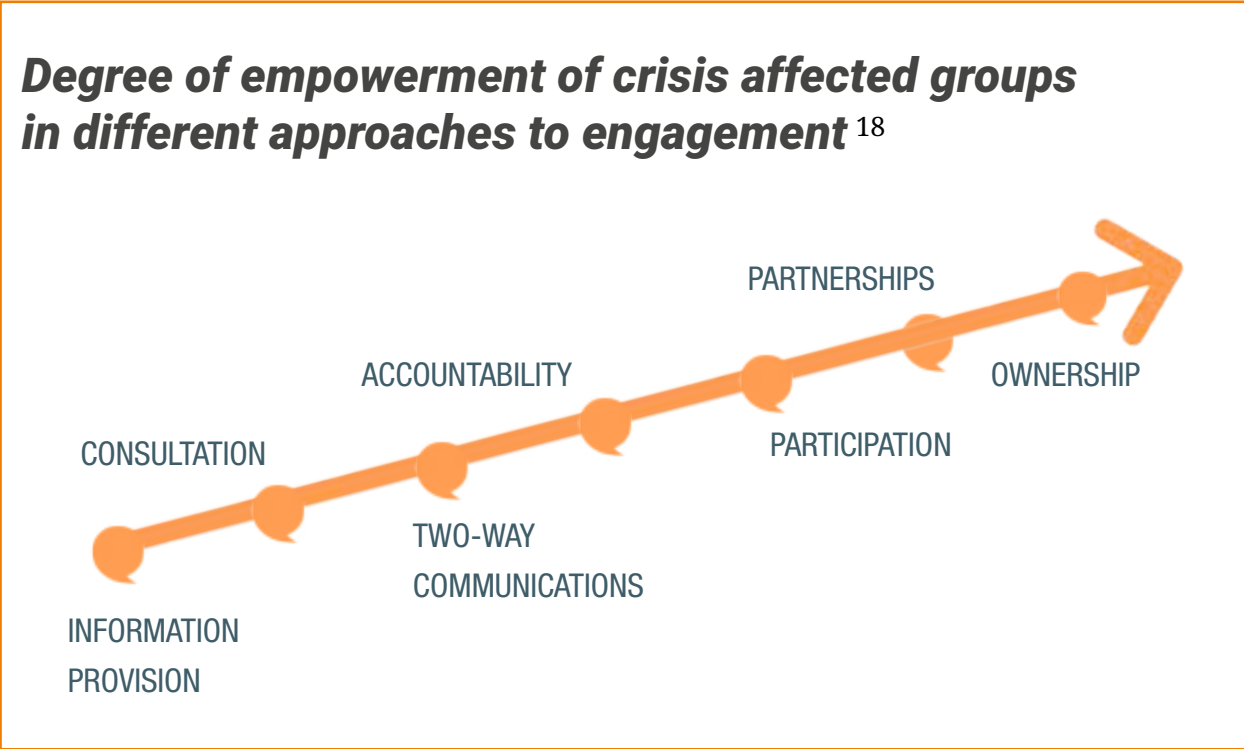 Degree of empowerment of crisis affected groups
in different approaches to engagement 18
PARTNERSHIPS
ACCOUNTABILITY
OWNERSHIP
CONSULTATION
PARTICIPATION
TWO-WAY
COMMUNICATIONS
INFORMATION
PROVISION